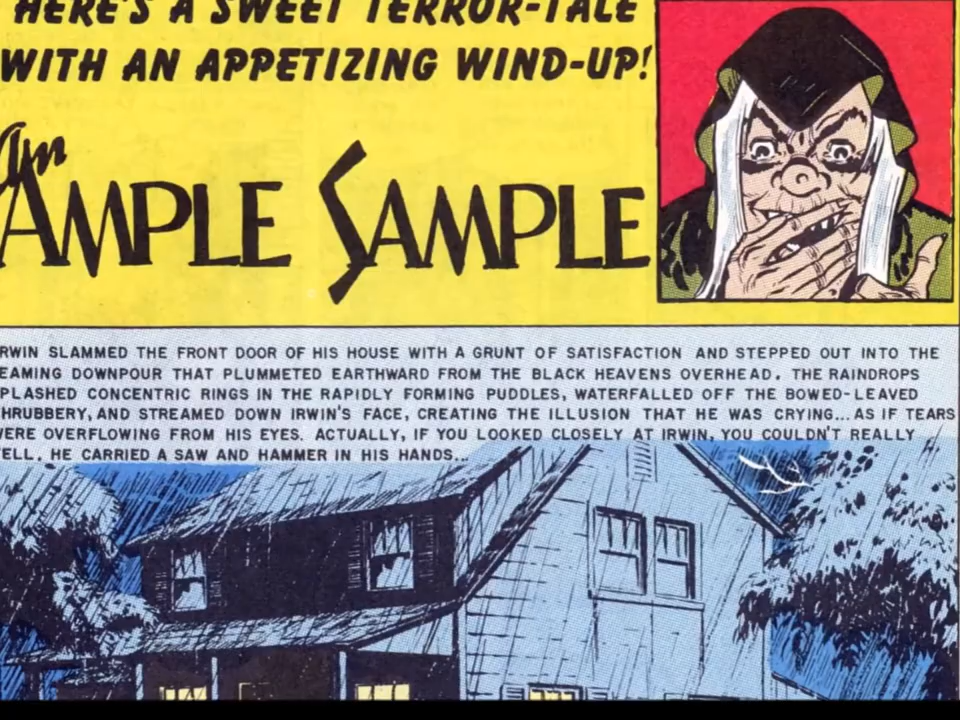 HERE'S A SWEET TERROR-TALE
WITH AN APPETIZING WIND-UP!
An
AMPLE SAMPLE
RWIN SLAMMED THE FRONT DOOR OF HIS HOUSE WITH A GRUNT OF SATISFACTION AND STEPPED OUT INTO THE
EAMING DOWNPOUR THAT PLUMMETED EARTHWARD FROM THE BLACK HEAVENS OVERHEAD. THE RAINDROPS
PLASHED CONCENTRIC RINGS IN THE RAPIDLY FORMING PUDDLES, WATERFALLED OFF THE BOWED-LEAVED
HRUBBERY, AND STREAMED DOWN IRWIN'S FACE, CREATING THE ILLUSION THAT HE WAS CRYING... AS IF TEARS
WERE OVERFLOWING FROM HIS EYES. ACTUALLY, IF YOU LOOKED CLOSELY AT IRWIN, YOU COULDN'T REALLY
ELL. HE CARRIED A SAW AND HAMMER IN HIS HANDS...